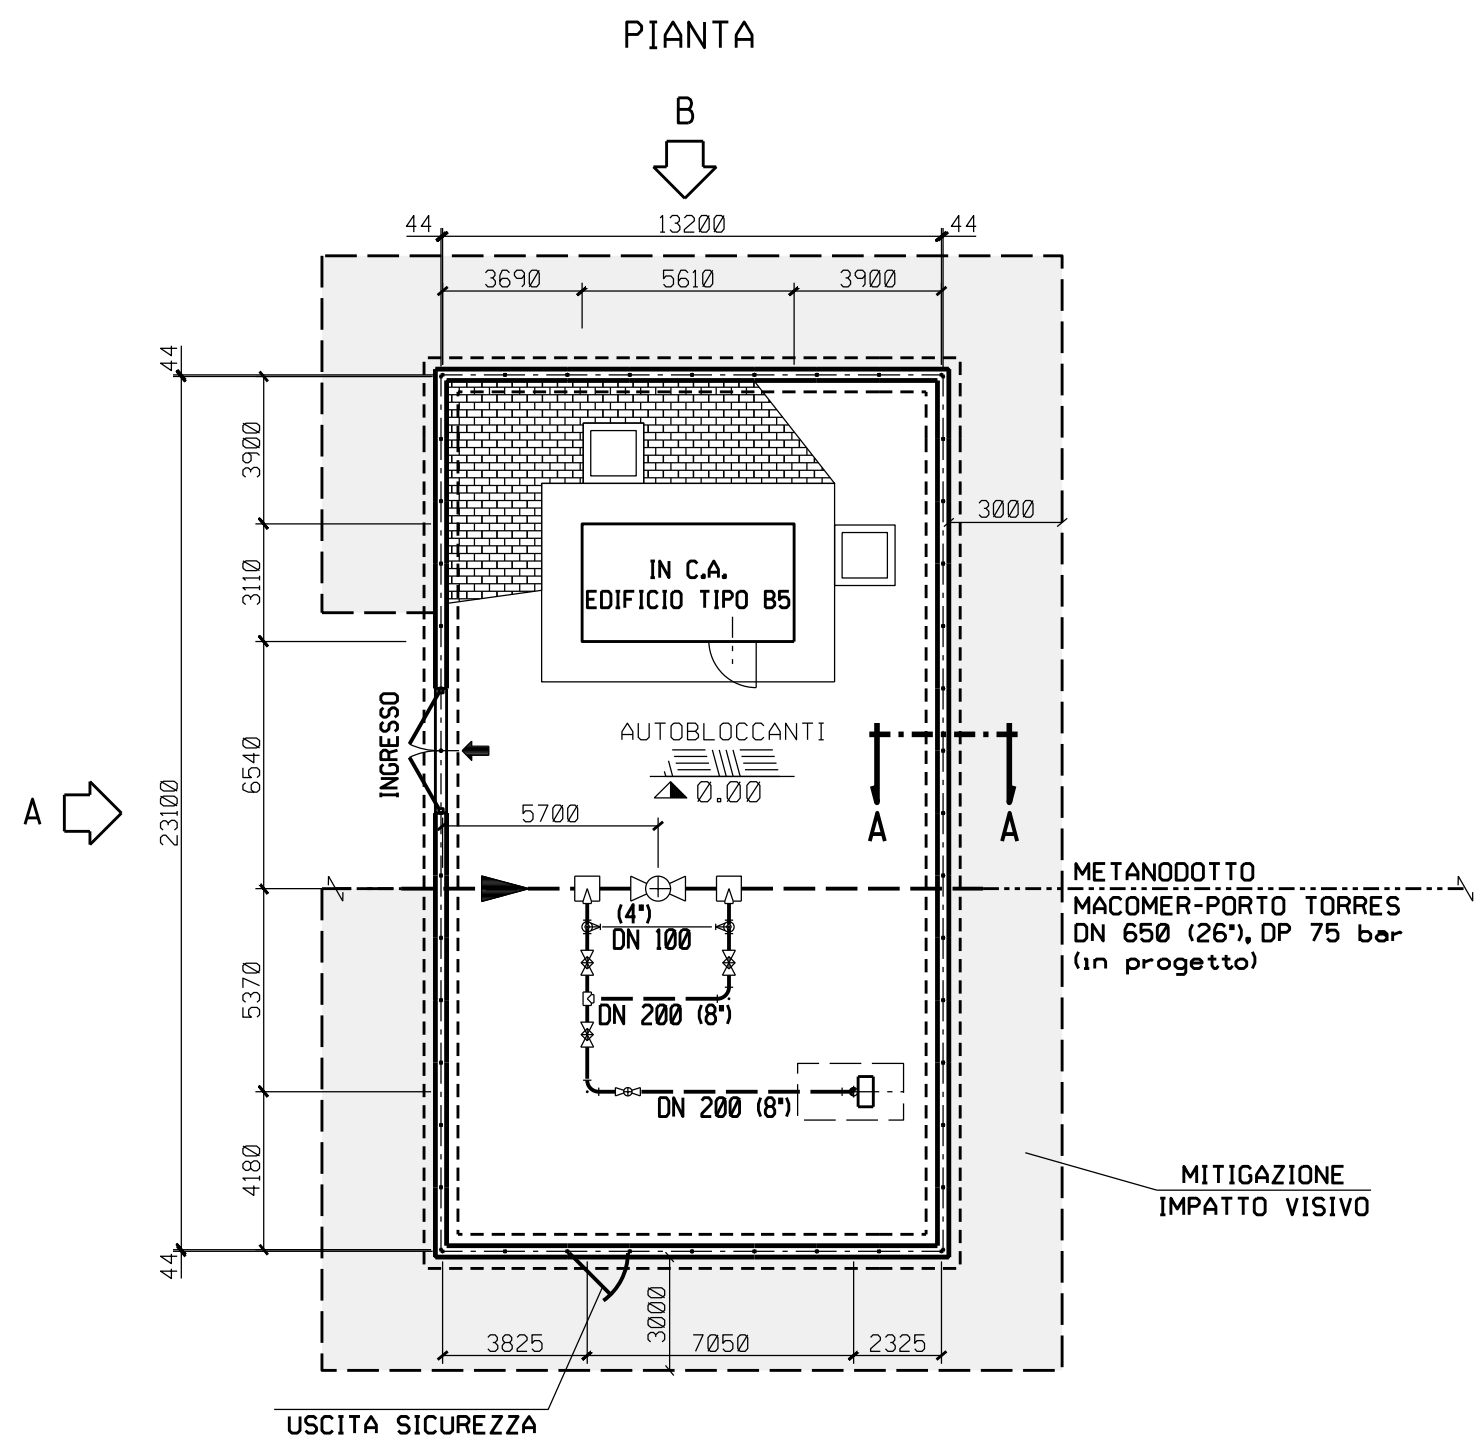 PIANTA
B
44
13200
44
3690
5610
3900
44
3900
3000
3110
IN C.A.
EDIFICIO TIPO B5
INGRESSO
AUTOBLOCCANTI
0.00
6540
23100
A
5700
A
A
METANODOTTO
MACOMER-PORTO TORRES
DN 650 (26"), DP 75 bar
(in progetto)
(4")
DN 100
5370
DN 200 (8")
DN 200 (8")
4180
MITIGAZIONE
IMPATTO VISIVO
44
3000
3825
7050
2325
USCITA SICUREZZA